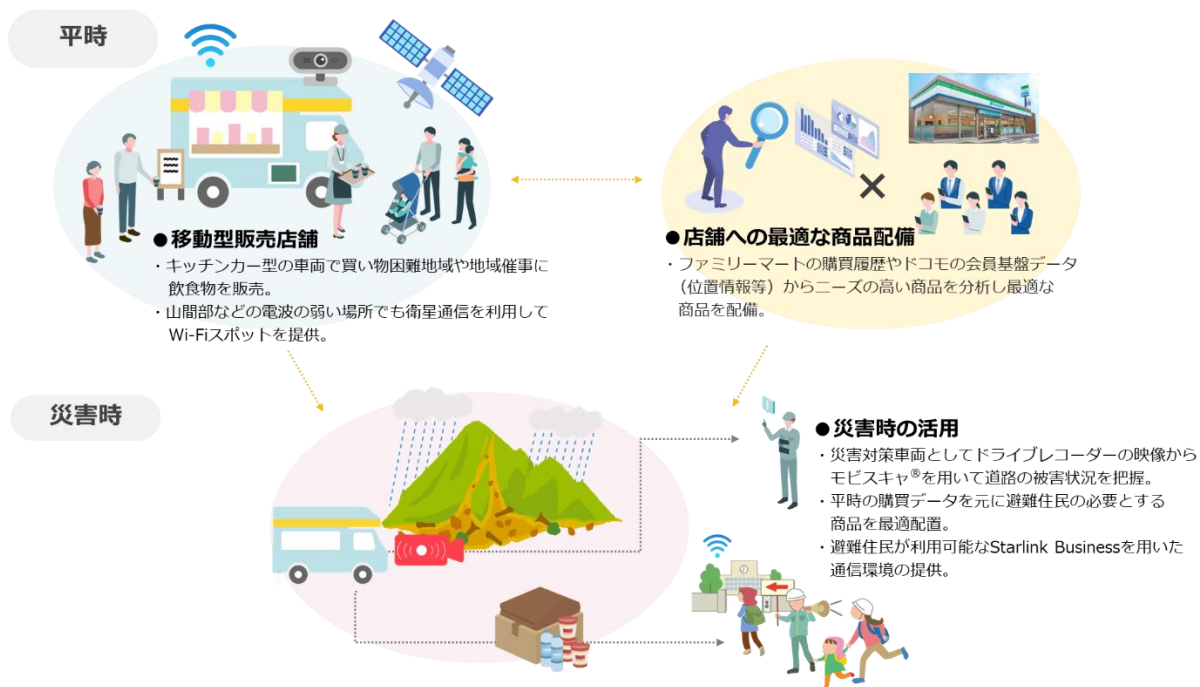 平時
●移動型販売店舗
・キッチンカー型の車両で買い物困難地域や地域催事に
飲食物を販売。
・山間部などの電波の弱い場所でも衛星通信を利用して
Wi-Fiスポットを提供。
●店舗への最適な商品配備
・ファミリーマートの購買履歴やドコモの会員基盤データ
（位置情報等）からニーズの高い商品を分析し最適な
商品を配備。
災害時
●災害時の活用
・災害対策車両としてドライブレコーダーの映像から
モビスキャ®を用いて道路の被害状況を把握。
・平時の購買データを元に避難住民の必要とする
商品を最適配置。
・避難住民が利用可能なStarlink Businessを用いた
通信環境の提供。